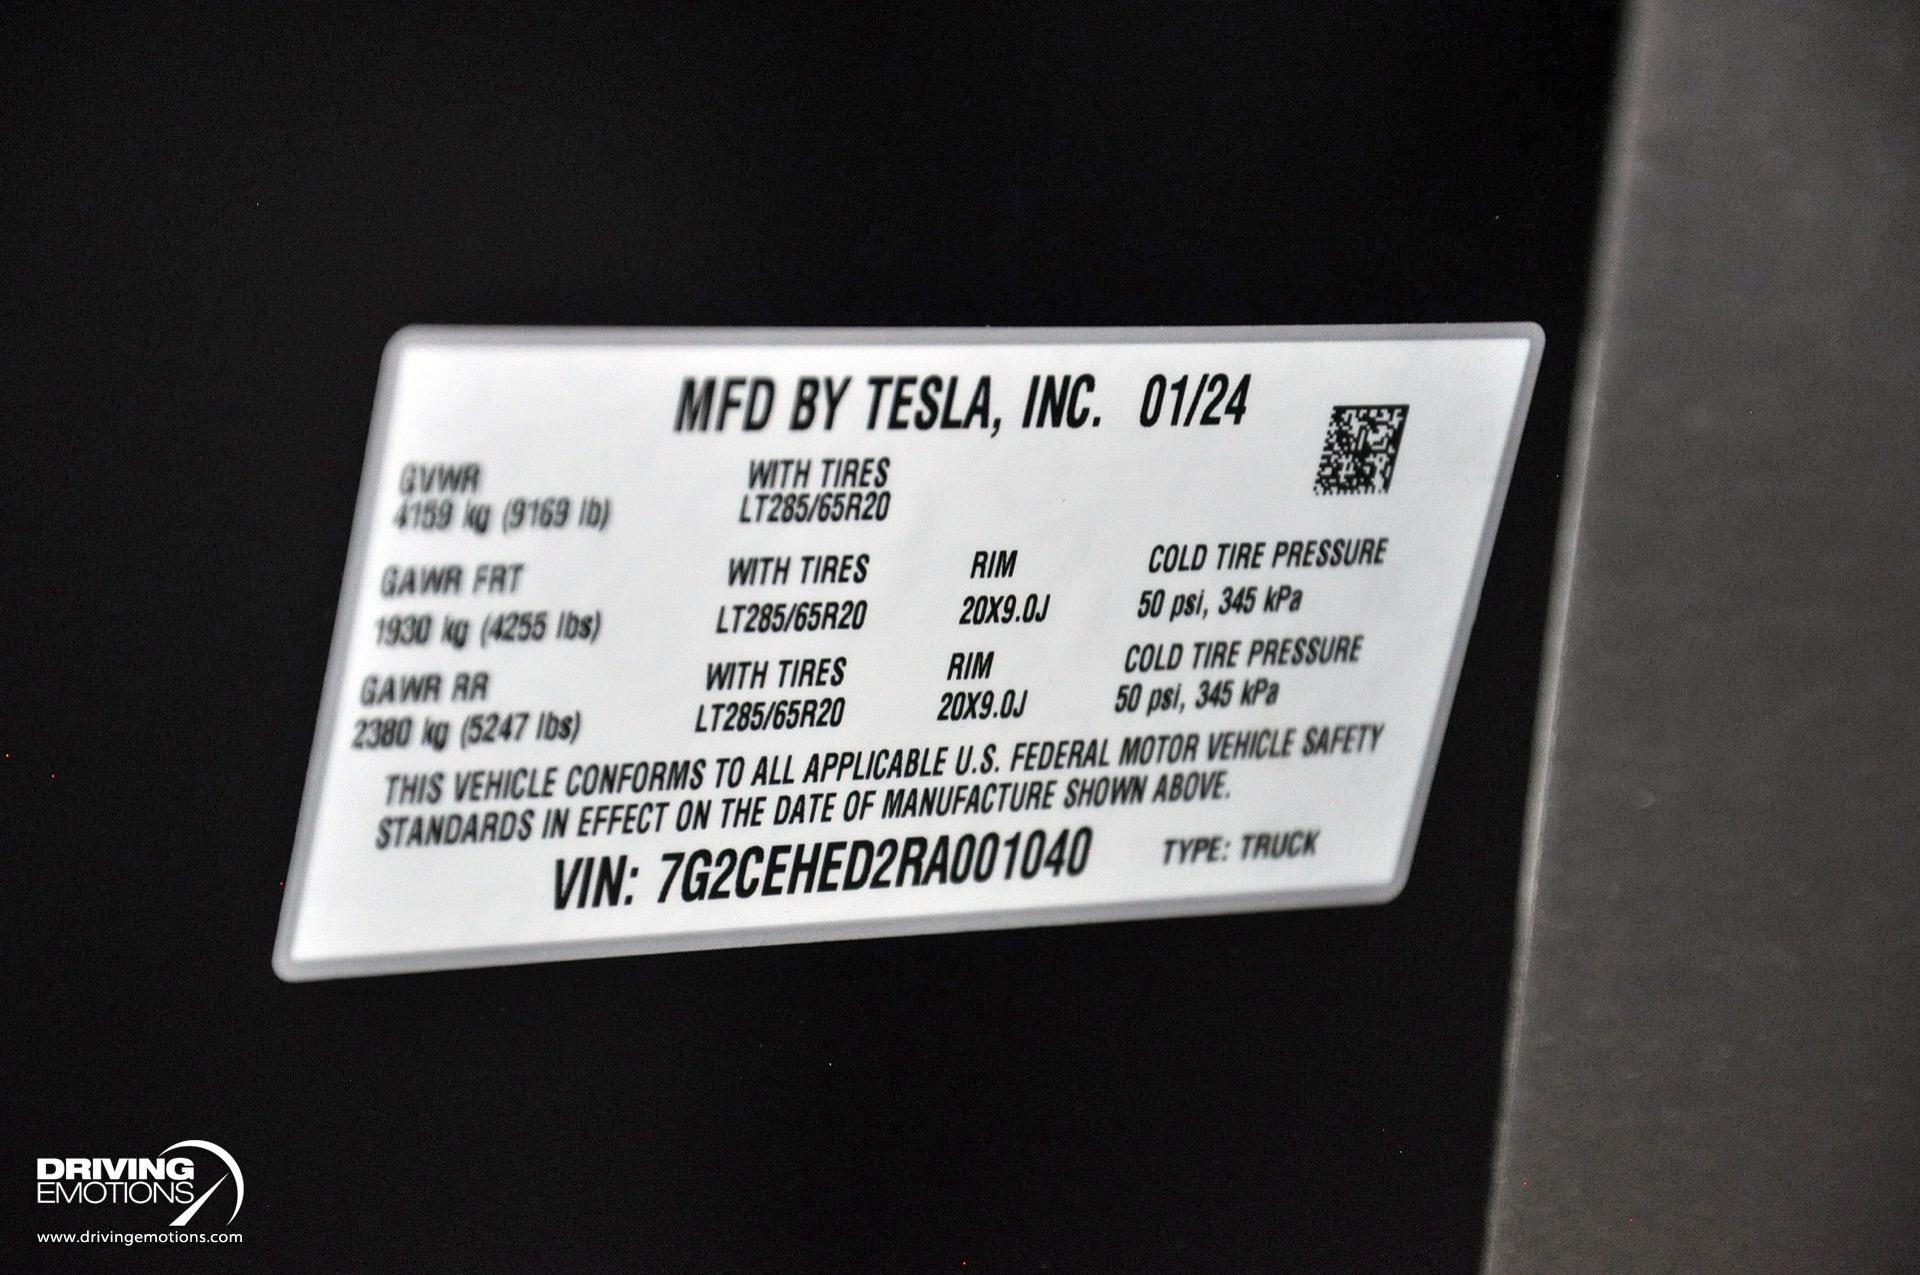 MFD BY TESLA, INC. 01/24
GVWR WITH TIRES
4159 kg (9169 lb) LT285/65R20
GAWR FRT WITH TIRES RIM COLD TIRE PRESSURE
1930 kg (4255 lbs) LT285/65R20 20X9.0J 50 psi, 345 kPa
GAWR RR WITH TIRES RIM COLD TIRE PRESSURE
2380 kg (5247 lbs) LT285/65R20 20X9.0J 50 psi, 345 kPa
THIS VEHICLE CONFORMS TO ALL APPLICABLE U.S. FEDERAL MOTOR VEHICLE SAFETY
STANDARDS IN EFFECT ON THE DATE OF MANUFACTURE SHOWN ABOVE.
VIN: 7G2CEHED2RA001040 TYPE: TRUCK
DRIVING
EMOTIONS
www.drivingemotions.com